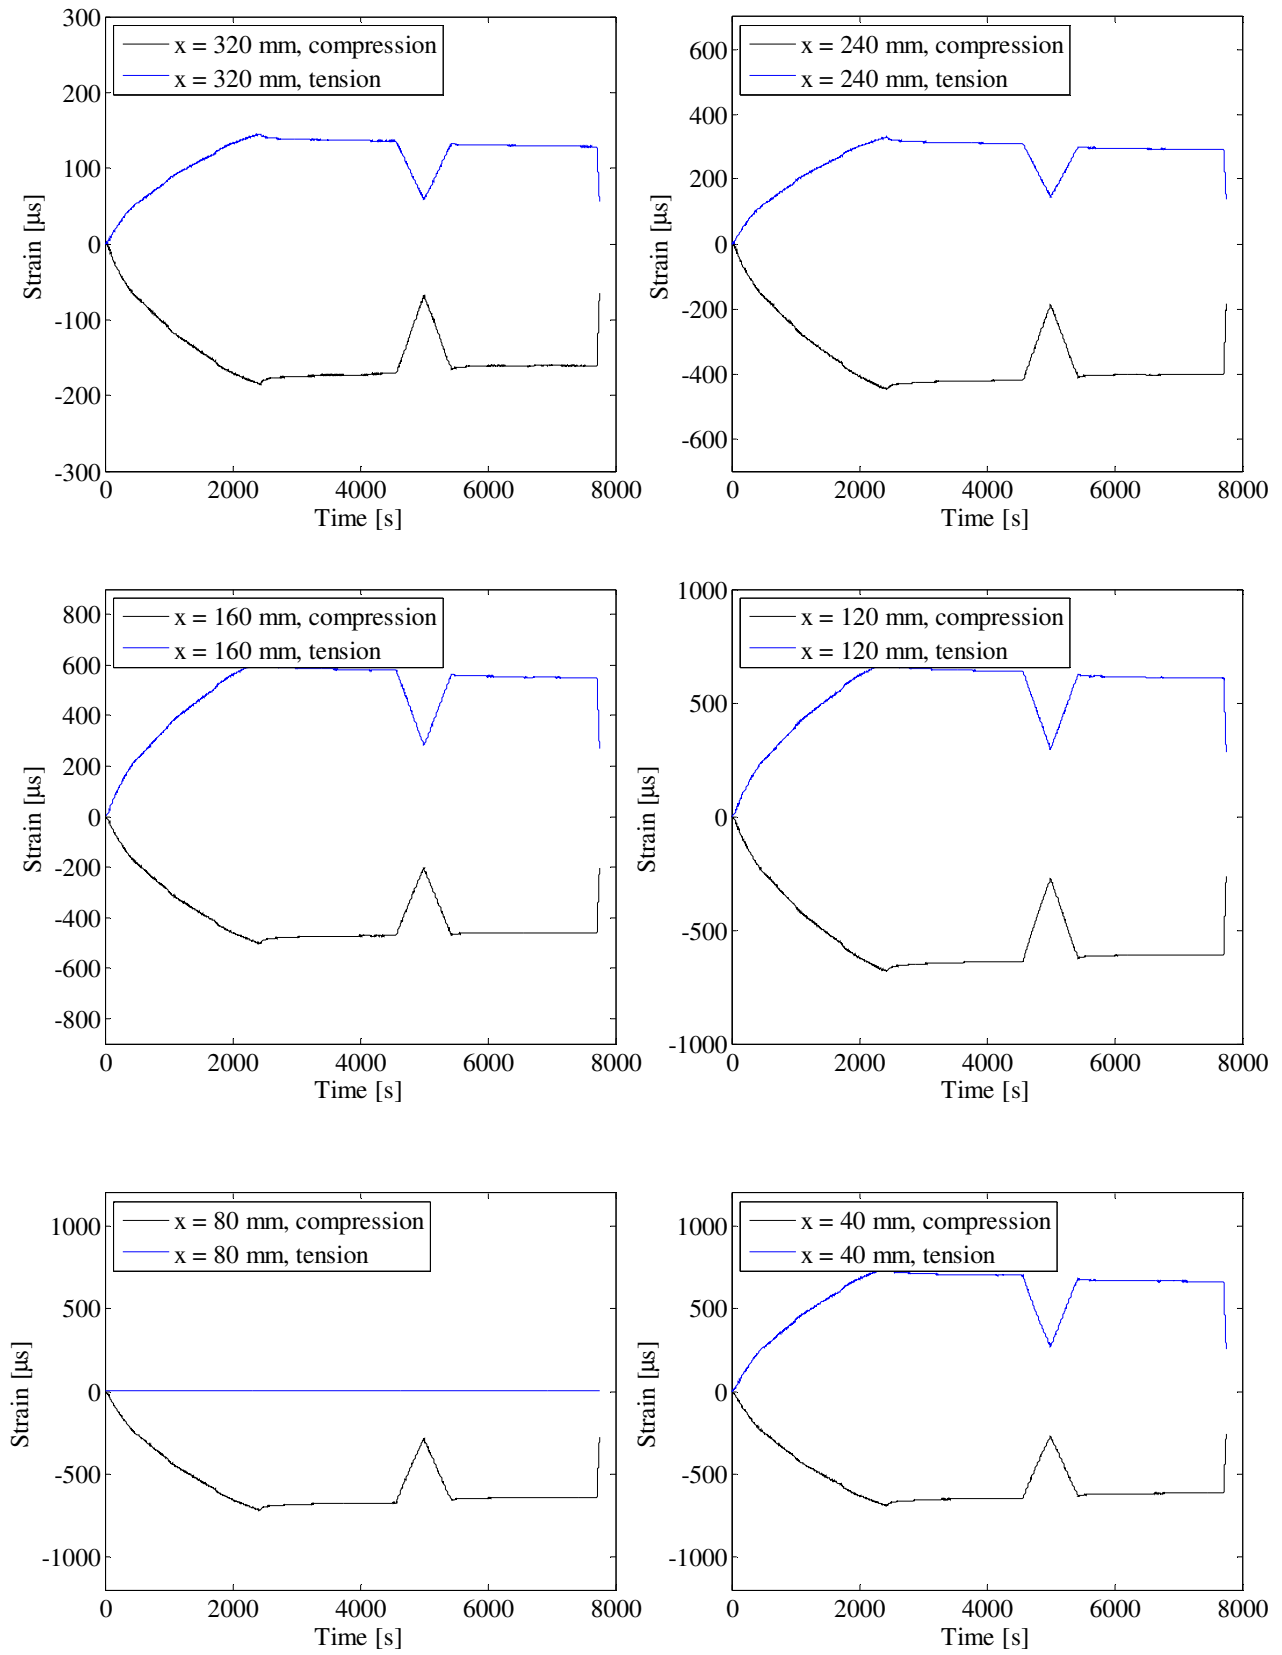 x = 320 mm, compression
x = 320 mm, tension
300
200
100
0
-100
-200
-300
Strain [μs]
0 2000 4000 6000 8000
Time [s]
x = 240 mm, compression
x = 240 mm, tension
600
400
200
0
-200
-400
-600
Strain [μs]
0 2000 4000 6000 8000
Time [s]
x = 160 mm, compression
x = 160 mm, tension
800
600
400
200
0
-200
-400
-600
-800
Strain [μs]
0 2000 4000 6000 8000
Time [s]
x = 120 mm, compression
x = 120 mm, tension
1000
500
0
-500
-1000
Strain [μs]
0 2000 4000 6000 8000
Time [s]
x = 80 mm, compression
x = 80 mm, tension
1000
500
0
-500
-1000
Strain [μs]
0 2000 4000 6000 8000
Time [s]
x = 40 mm, compression
x = 40 mm, tension
1000
500
0
-500
-1000
Strain [μs]
0 2000 4000 6000 8000
Time [s]